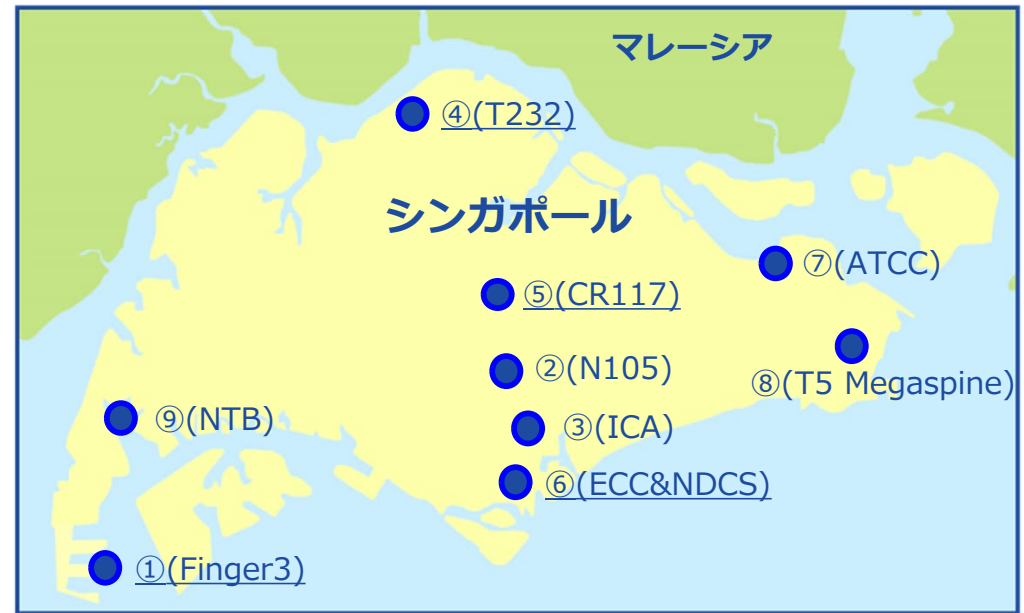 マレーシア
④(T232)
シンガポール
⑦(ATCC)
⑤(CR117)
②(N105)
⑧(T5 Megaspine)
⑨(NTB)
③(ICA)
⑥(ECC&NDCS)
①(Finger3)